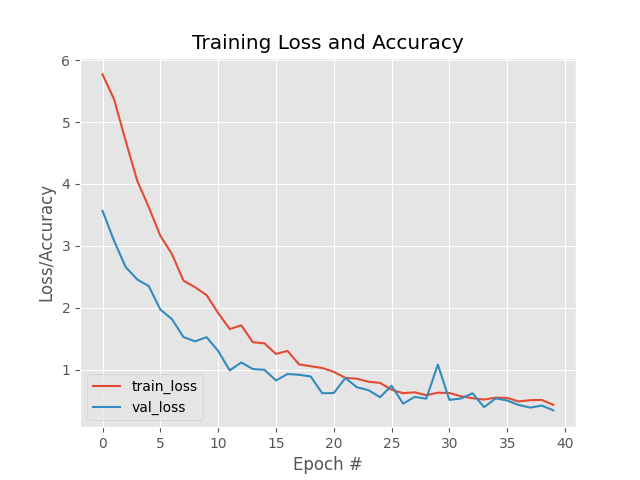 Training Loss and Accuracy
Loss/Accuracy
6
5
4
3
2
1
train_loss
val_loss
0 5 10 15 20 25 30 35 40
Epoch #